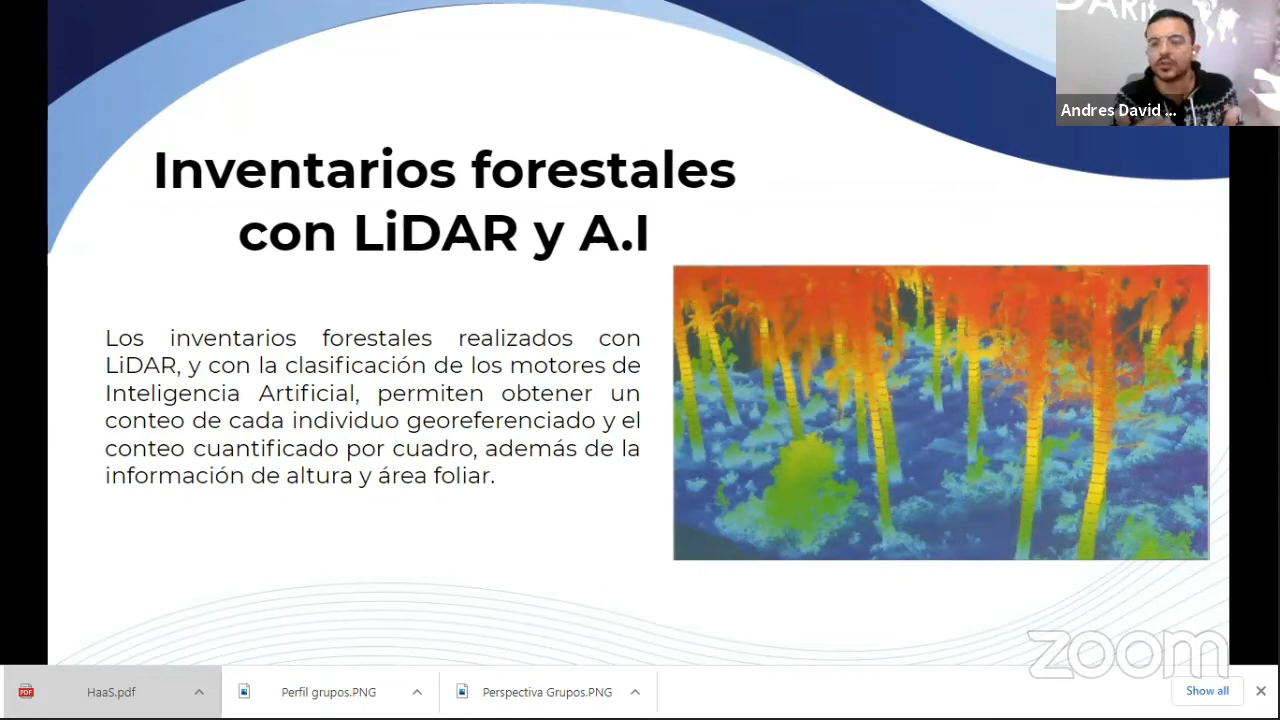 Andres David ...
Inventarios forestales
con LiDAR y A.I
Los inventarios forestales realizados con
LiDAR, y con la clasificación de los motores de
Inteligencia Artificial, permiten obtener un
conteo de cada individuo georeferenciado y el
conteo cuantificado por cuadro, además de la
información de altura y área foliar.
zoom
PDF
HaaS.pdf
Perfil grupos.PNG
Perspectiva Grupos.PNG
Show all